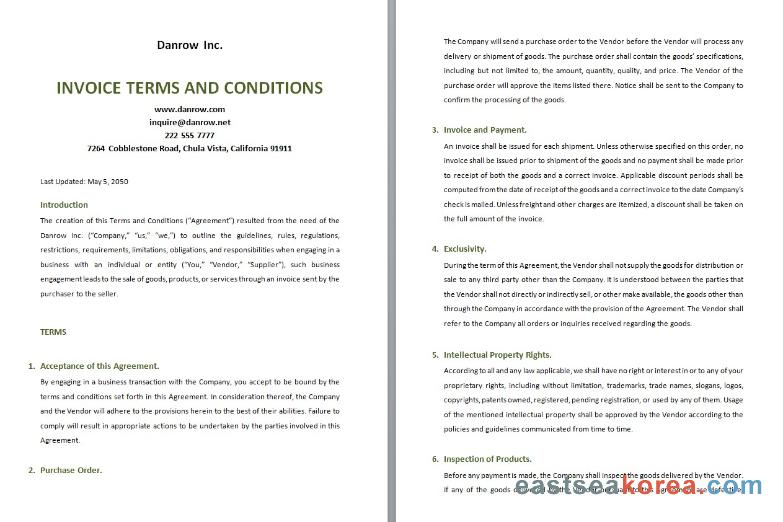 Danrow Inc.
INVOICE TERMS AND CONDITIONS
www.danrow.com
inquire@danrow.net
222 555 7777
7264 Cobblestone Road, Chula Vista, California 91911
Last Updated: May 5, 2050
Introduction
The creation of this Terms and Conditions (“Agreement”) resulted from the need of the
Danrow Inc. (“Company,” “us,” “we,”) to outline the guidelines, rules, regulations,
restrictions, requirements, limitations, obligations, and responsibilities when engaging in a
business with an individual or entity (“You,” “Vendor,” “Supplier”), such business
engagement leads to the sale of goods, products, or services through an invoice sent by the
purchaser to the seller.
TERMS
1. Acceptance of this Agreement.
By engaging in a business transaction with the Company, you accept to be bound by the
terms and conditions set forth in this Agreement. In consideration thereof, the Company
and the Vendor will adhere to the provisions herein to the best of their abilities. Failure to
comply will result in appropriate actions to be undertaken by the parties involved in this
Agreement.
2. Purchase Order.
The Company will send a purchase order to the Vendor before the Vendor will process any
delivery or shipment of goods. The purchase order shall contain the goods’ specifications,
including but not limited to, the amount, quantity, quality, and price. The Vendor of the
purchase order will approve the items listed there. Notice shall be sent to the Company to
confirm the processing of the goods.
3. Invoice and Payment.
An invoice shall be issued for each shipment. Unless otherwise specified on this order, no
invoice shall be issued prior to shipment of the goods and no payment shall be made prior
to receipt of both the goods and a correct invoice. Applicable discount periods shall be
computed from the date of receipt of the goods and a correct invoice to the date Company’s
check is mailed. Unless freight and other charges are itemized, a discount shall be taken on
the full amount of the invoice.
4. Exclusivity.
During the term of this Agreement, the Vendor shall not supply the goods for distribution or
sale to any third party other than the Company. It is understood between the parties that
the Vendor shall not directly or indirectly sell, or other make available, the goods other than
through the Company in accordance with the provision of the Agreement. The Vendor shall
refer to the Company all orders or inquiries received regarding the goods.
5. Intellectual Property Rights.
According to all and any law applicable, we shall have no right or interest in or to any of your
proprietary rights, including without limitation, trademarks, trade names, slogans, logos,
copyrights, patents owned, registered, pending registration, or used by any of them. Usage
of the mentioned intellectual property shall be approved by the Vendor according to the
policies and guidelines communicated from time to time.
6. Inspection of Products.
Before any payment is made, the Company shall inspect the goods delivered by the Vendor.
If any of the goods delivered by the Vendor pursuant to this Agreement are defective
eastseakorea.com